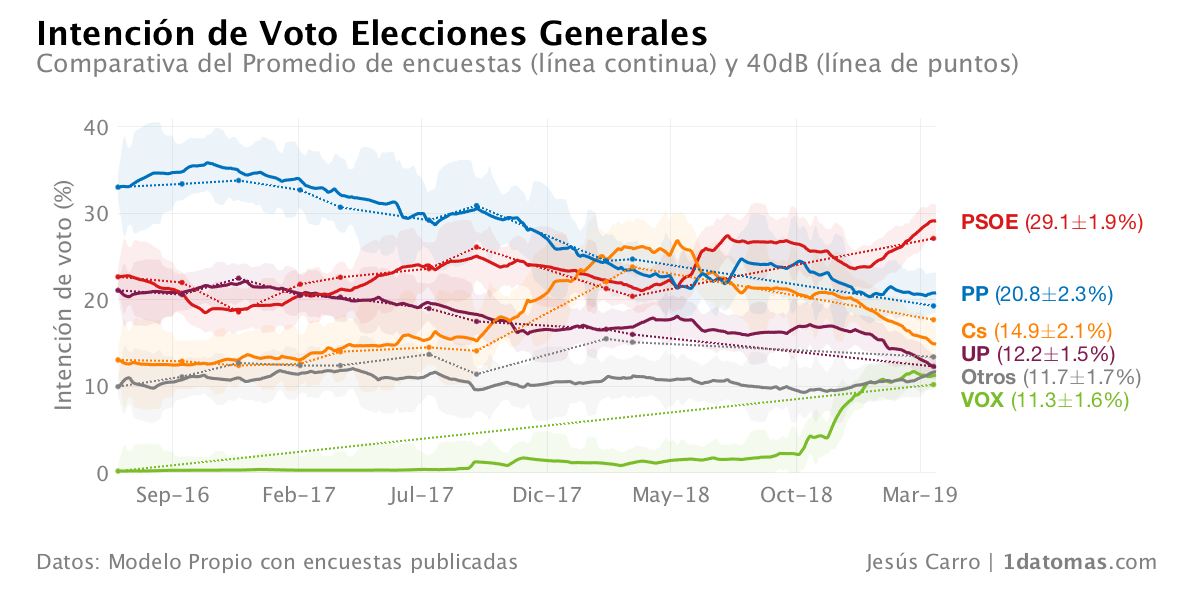 Intención de Voto Elecciones Generales
Comparativa del Promedio de encuestas (línea continua) y 40dB (línea de puntos)
Intención de voto (%)
40
30
20
10
0
Sep-16 Feb-17 Jul-17 Dic-17 May-18 Oct-18 Mar-19
PSOE (29.1±1.9%)
PP (20.8±2.3%)
Cs (14.9±2.1%)
UP (12.2±1.5%)
Otros (11.7±1.7%)
VOX (11.3±1.6%)
Datos: Modelo Propio con encuestas publicadas
Jesús Carro | 1datomas.com